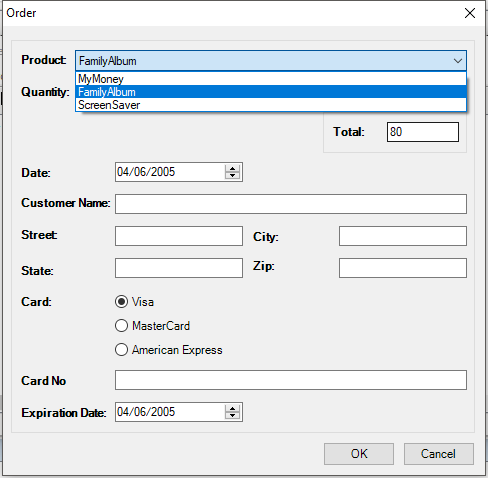 Order
Product: FamilyAlbum
MyMoney
Quantity: FamilyAlbum
ScreenSaver
Total: 80
Date: 04/06/2005
Customer Name:
Street: City:
State: Zip:
Card: Visa
MasterCard
American Express
Card No
Expiration Date: 04/06/2005
OK Cancel